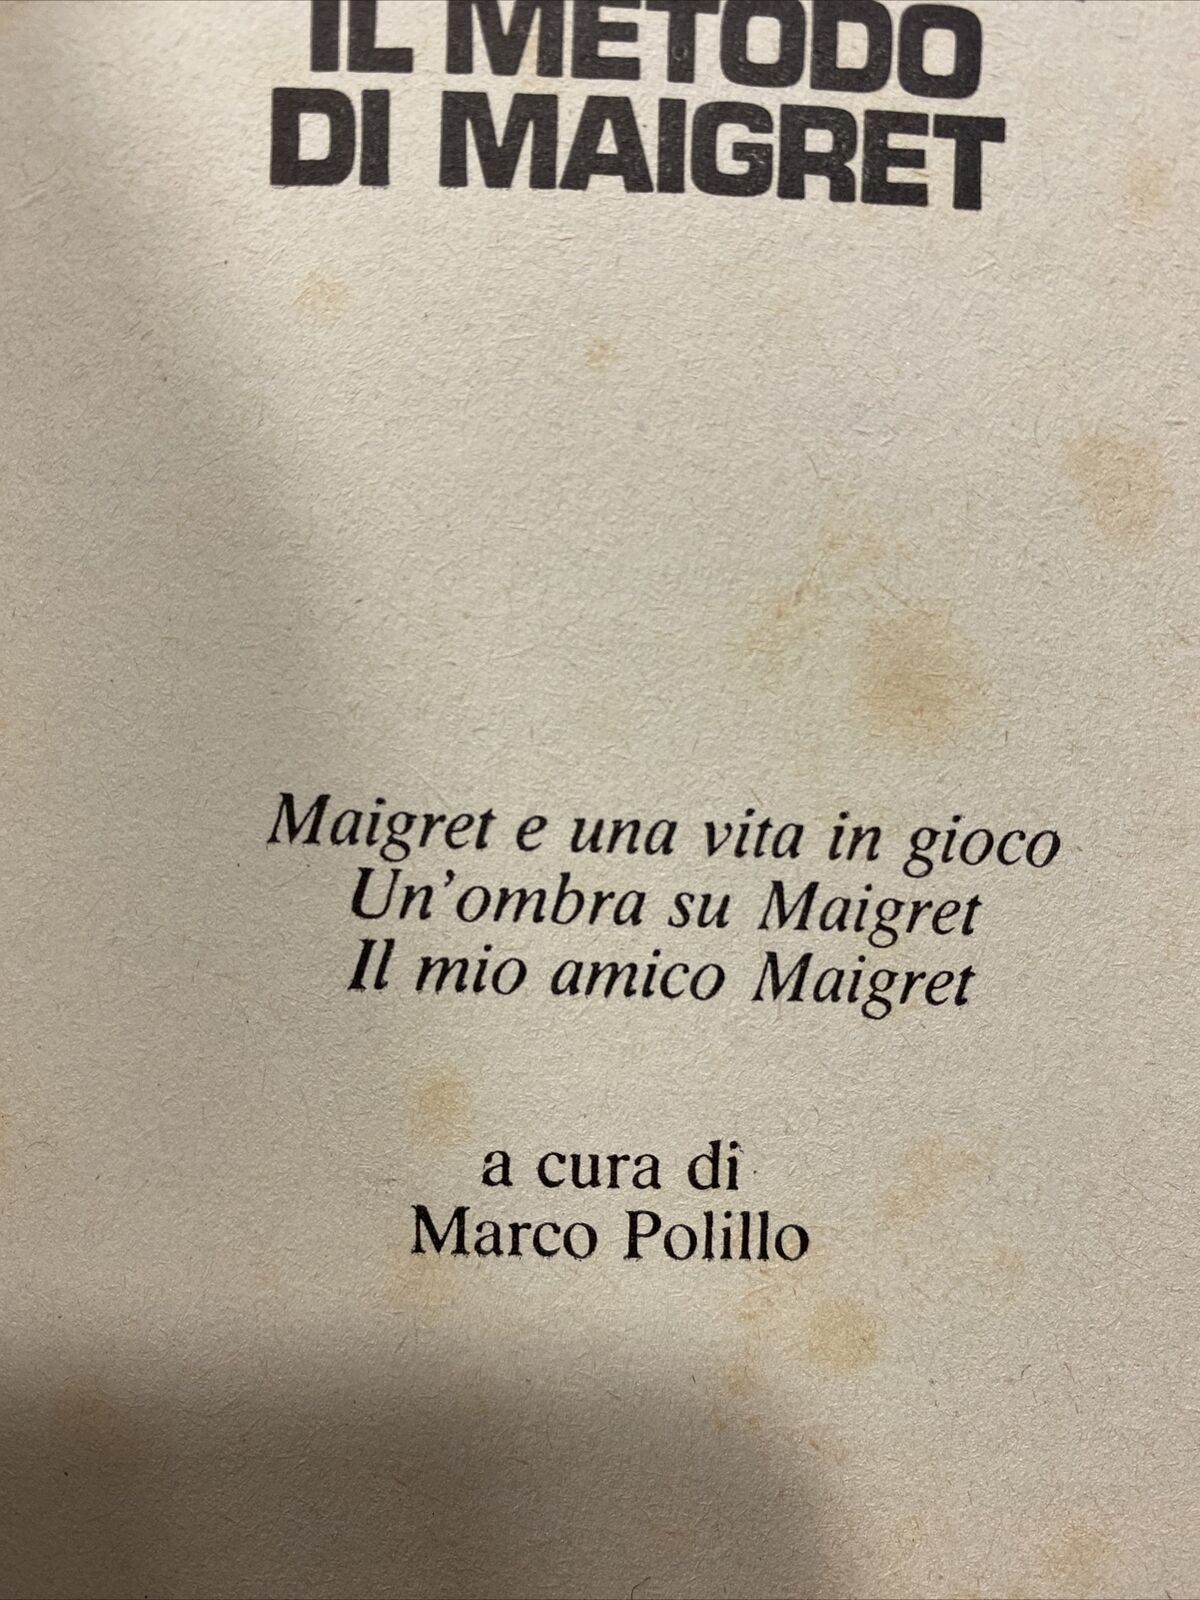 IL METODO
DI MAIGRET
Maigret e una vita in gioco
Un'ombra su Maigret
Il mio amico Maigret
a cura di
Marco Polillo